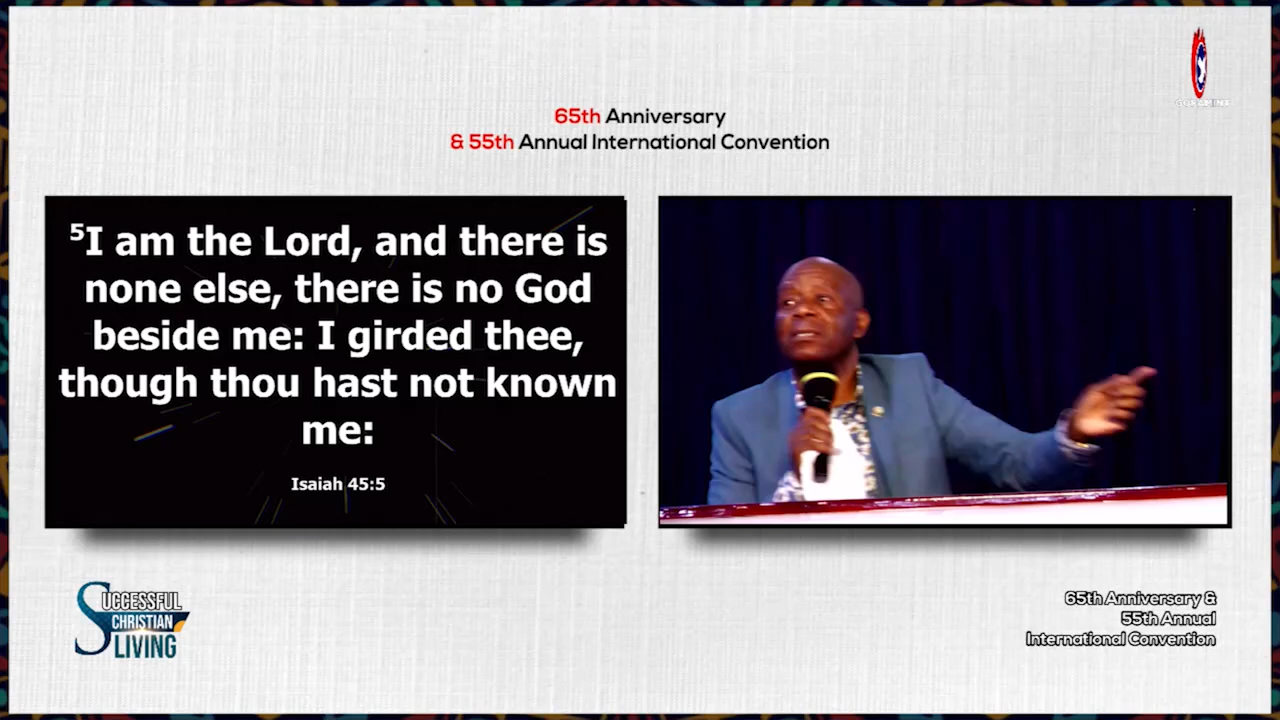 65th Anniversary
& 55th Annual International Convention
⁵I am the Lord, and there is
none else, there is no God
beside me: I girded thee,
though thou hast not known
me:
Isaiah 45:5
SUCCESSFUL
CHRISTIAN
LIVING
65th Anniversary &
55th Annual
International Convention